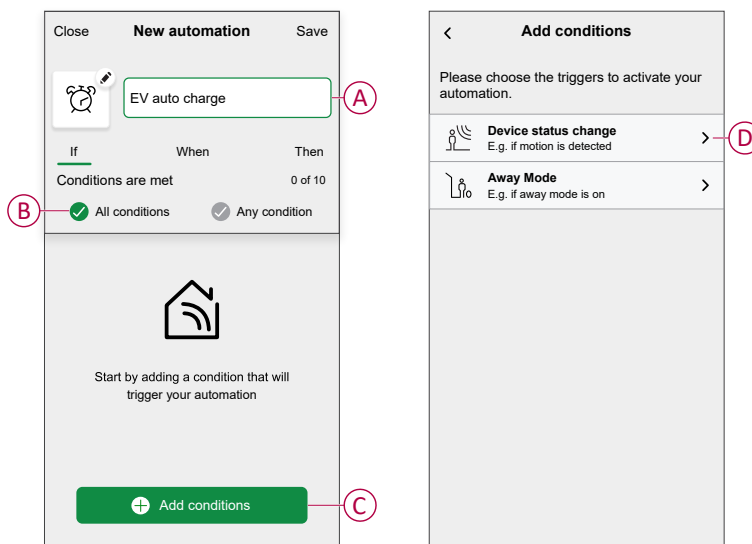 Close New automation Save
EV auto charge
A
If When Then
Conditions are met 0 of 10
B
All conditions Any condition
Start by adding a condition that will
trigger your automation
Add conditions
C
Add conditions
Please choose the triggers to activate your
automation.
Device status change
E.g. if motion is detected
D
Away Mode
E.g. if away mode is on